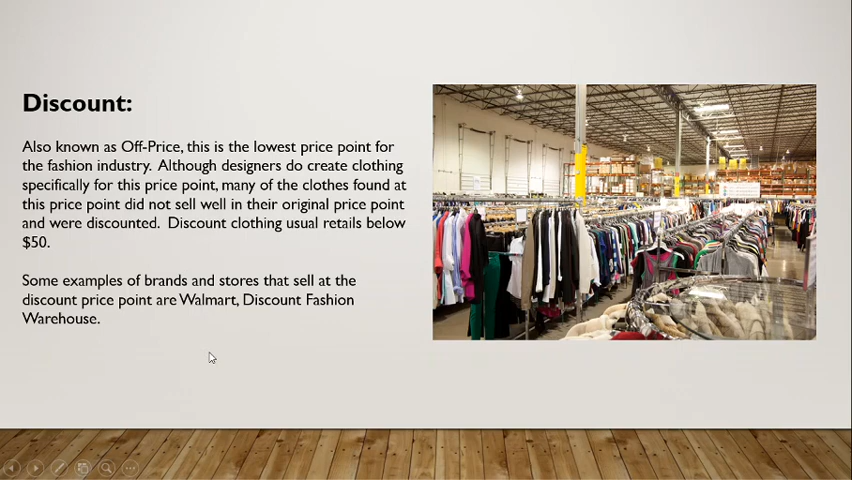 Discount:
Also known as Off-Price, this is the lowest price point for
the fashion industry.  Although designers do create clothing
specifically for this price point, many of the clothes found at
this price point did not sell well in their original price point
and were discounted.  Discount clothing usual retails below
$50.
Some examples of brands and stores that sell at the
discount price point are Walmart, Discount Fashion
Warehouse.